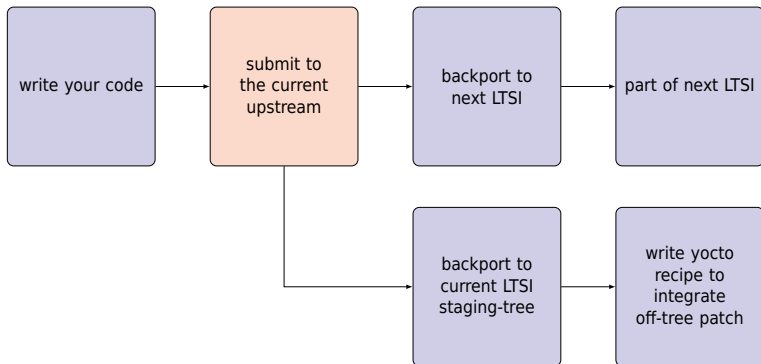 write your code
submit to
the current
upstream
backport to
next LTSI
part of next LTSI
backport to
current LTSI
staging-tree
write yocto
recipe to
integrate
off-tree patch